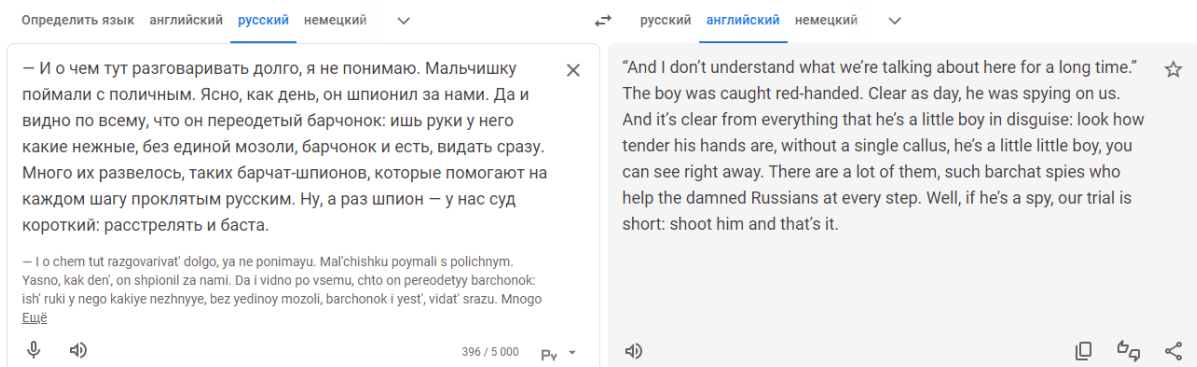 Определить язык английский русский немецкий русский английский немецкий
— И о чем тут разговаривать долго, я не понимаю. Мальчишку
поймали с поличным. Ясно, как день, он шпионил за нами. Да и
видно по всему, что он переодетый барчонок: ишь руки у него
какие нежные, без единой мозоли, барчонок и есть, видать сразу.
Много их развелось, таких барчат-шпионов, которые помогают на
каждом шагу проклятым русским. Ну, а раз шпион — у нас суд
короткий: расстрелять и баста.
— I o chem tut razgovarivat' dolgo, ya ne ponimayu. Mal'chishku poymali s polichnym.
Yasno, kak den', on shpionil za nami. Da i vidno po vsemu, chto on pereodetyy barchonok:
ish' ruki u nego kakiye nezhnyye, bez yedinoy mozoli, barchonok i yest', vidat' srazu. Mnogo
Ещё
396 / 5 000 Ру
“And I don’t understand what we’re talking about here for a long time.”
The boy was caught red-handed. Clear as day, he was spying on us.
And it’s clear from everything that he’s a little boy in disguise: look how
tender his hands are, without a single callus, he’s a little little boy, you
can see right away. There are a lot of them, such barchat spies who
help the damned Russians at every step. Well, if he’s a spy, our trial is
short: shoot him and that’s it.